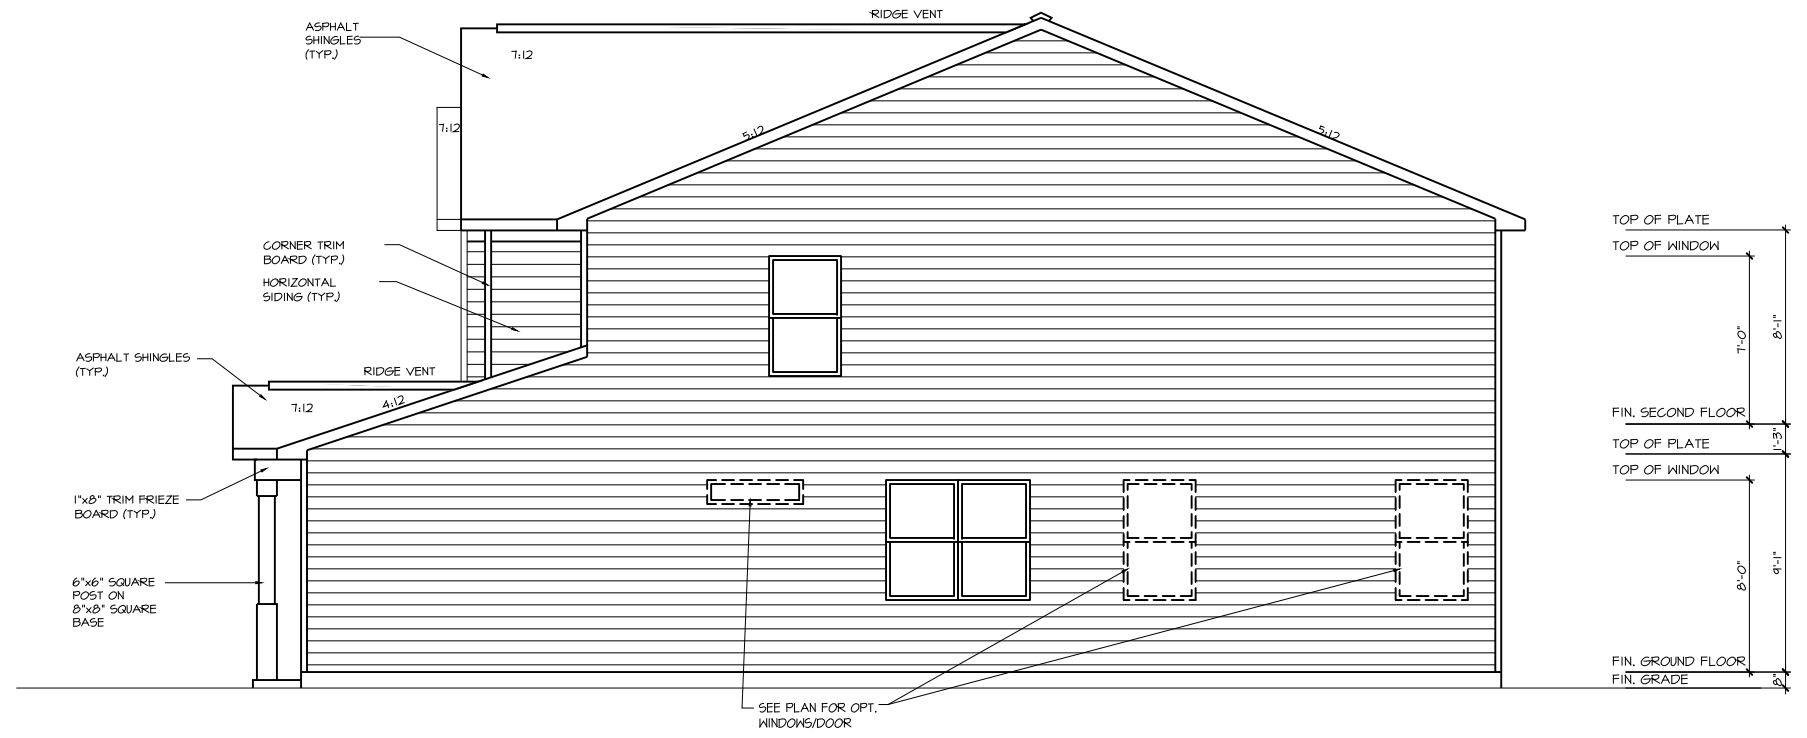 RIDGE VENT
ASPHALT
SHINGLES
(TYP.)
7:12
7:12
5:12
5:12
TOP OF PLATE
TOP OF WINDOW
CORNER TRIM
BOARD (TYP.)
HORIZONTAL
SIDING (TYP.)
7'-0"
8'-1"
ASPHALT SHINGLES
(TYP.)
RIDGE VENT
7:12
4:12
FIN. SECOND FLOOR
1'-3"
TOP OF PLATE
TOP OF WINDOW
1"x8" TRIM FRIEZE
BOARD (TYP.)
6"x6" SQUARE
POST ON
8"x8" SQUARE
BASE
8'-0"
9'-1"
FIN. GROUND FLOOR
FIN. GRADE
8"
SEE PLAN FOR OPT.
WINDOWS/DOOR